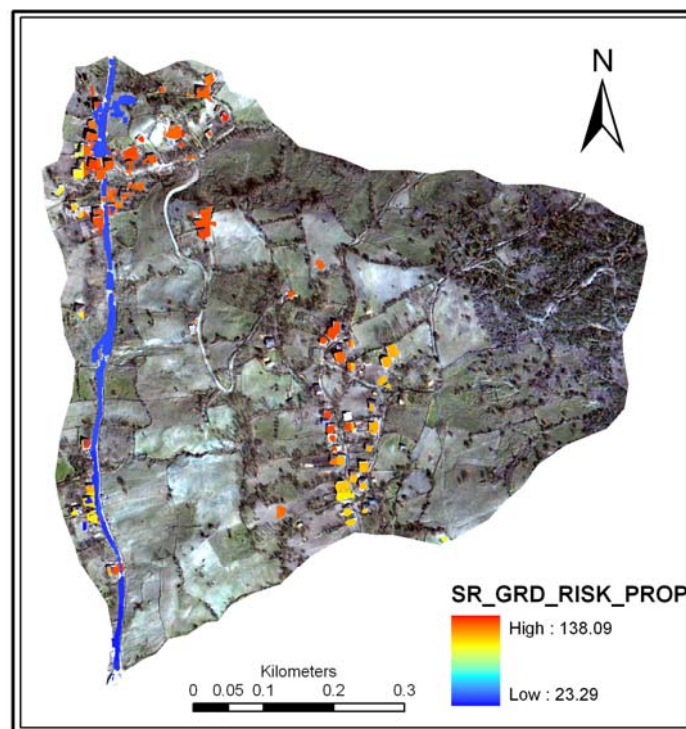 N
SR_GRD_RISK_PROP
High : 138.09
Low : 23.29
Kilometers
0 0.05 0.1 0.2 0.3